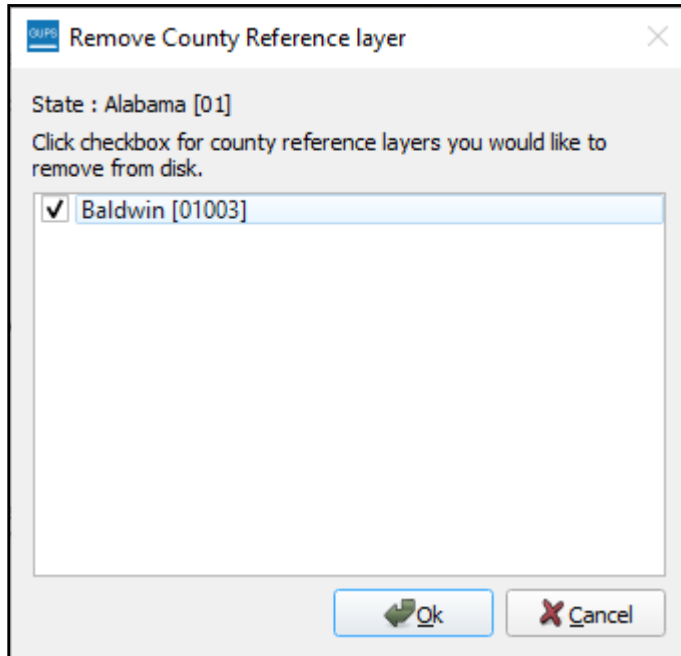 GUPS
Remove County Reference layer
State : Alabama [01]
Click checkbox for county reference layers you would like to
remove from disk.
Baldwin [01003]
Ok
Cancel